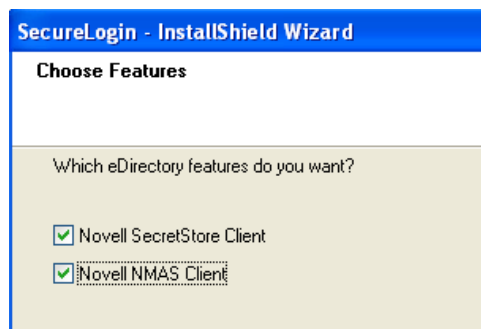 SecureLogin - InstallShield Wizard
Choose Features
Which eDirectory features do you want?
Novell SecretStore Client
Novell NMAS Client